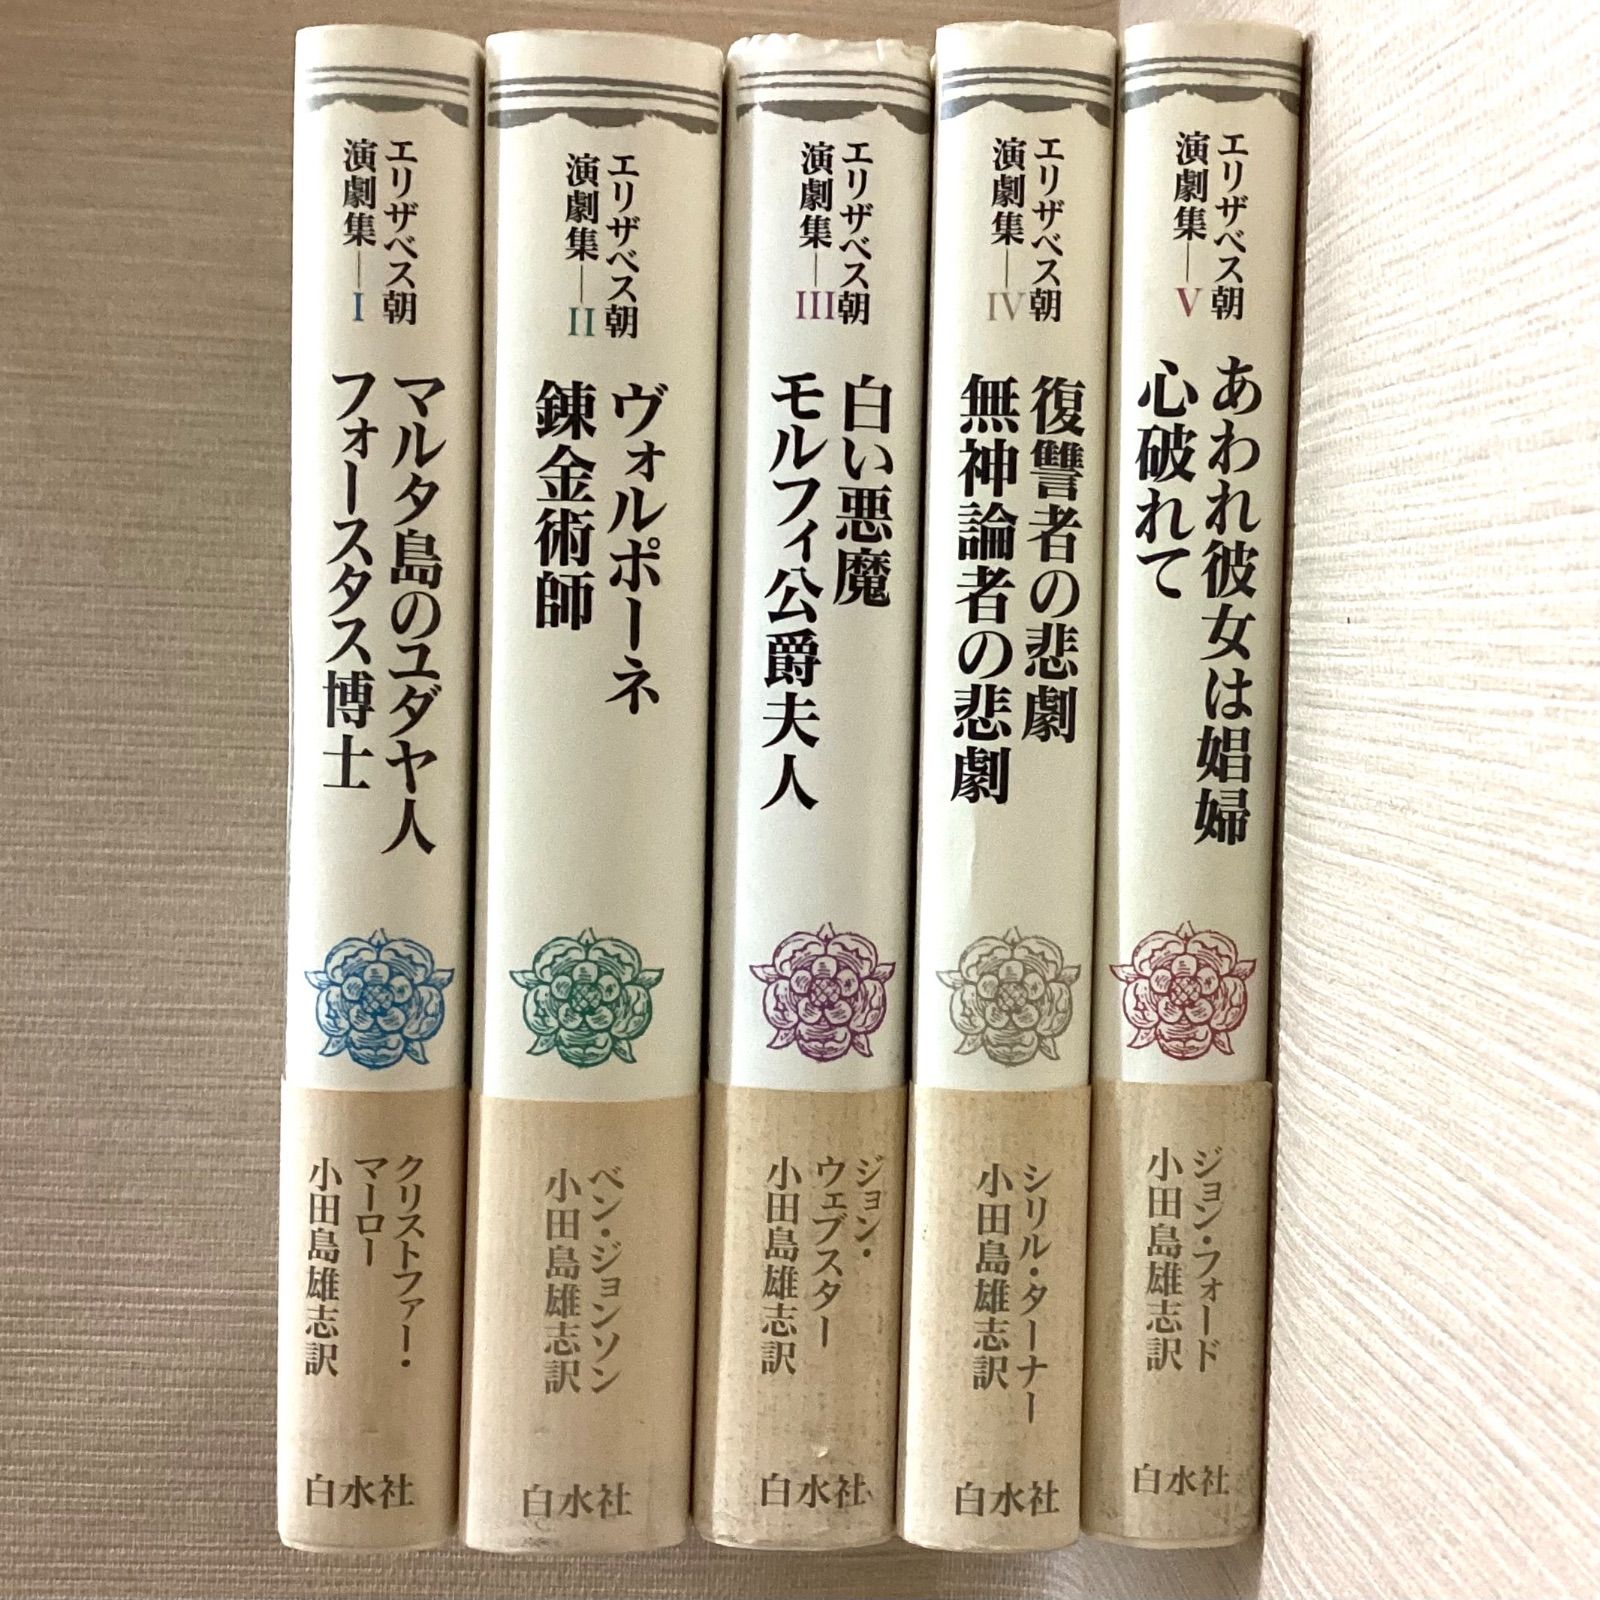 エリザベス朝
演劇集―I
マルタ島のユダヤ人
フォースタス博士
クリストファー・
マーロー
小田島雄志訳
白水社
エリザベス朝
演劇集―II
ヴォルポーネ
錬金術師
ベン・ジョンソン
小田島雄志訳
白水社
エリザベス朝
演劇集―III
白い悪魔
モルフィ公爵夫人
ジョン・
ウェブスター
小田島雄志訳
白水社
エリザベス朝
演劇集―IV
復讐者の悲劇
無神論者の悲劇
シリル・ターナー
小田島雄志訳
白水社
エリザベス朝
演劇集―V
あわれ彼女は娼婦
心破れて
ジョン・フォード
小田島雄志訳
白水社